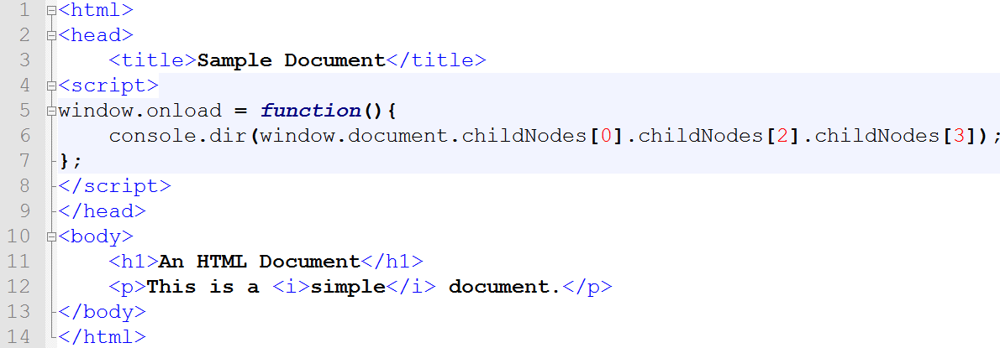 1 <html>
2 <head>
3     <title>Sample Document</title>
4 <script>
5 window.onload = function(){
6     console.dir(window.document.childNodes[0].childNodes[2].childNodes[3]);
7 };
8 </script>
9 </head>
10 <body>
11     <h1>An HTML Document</h1>
12     <p>This is a <i>simple</i> document.</p>
13 </body>
14 </html>